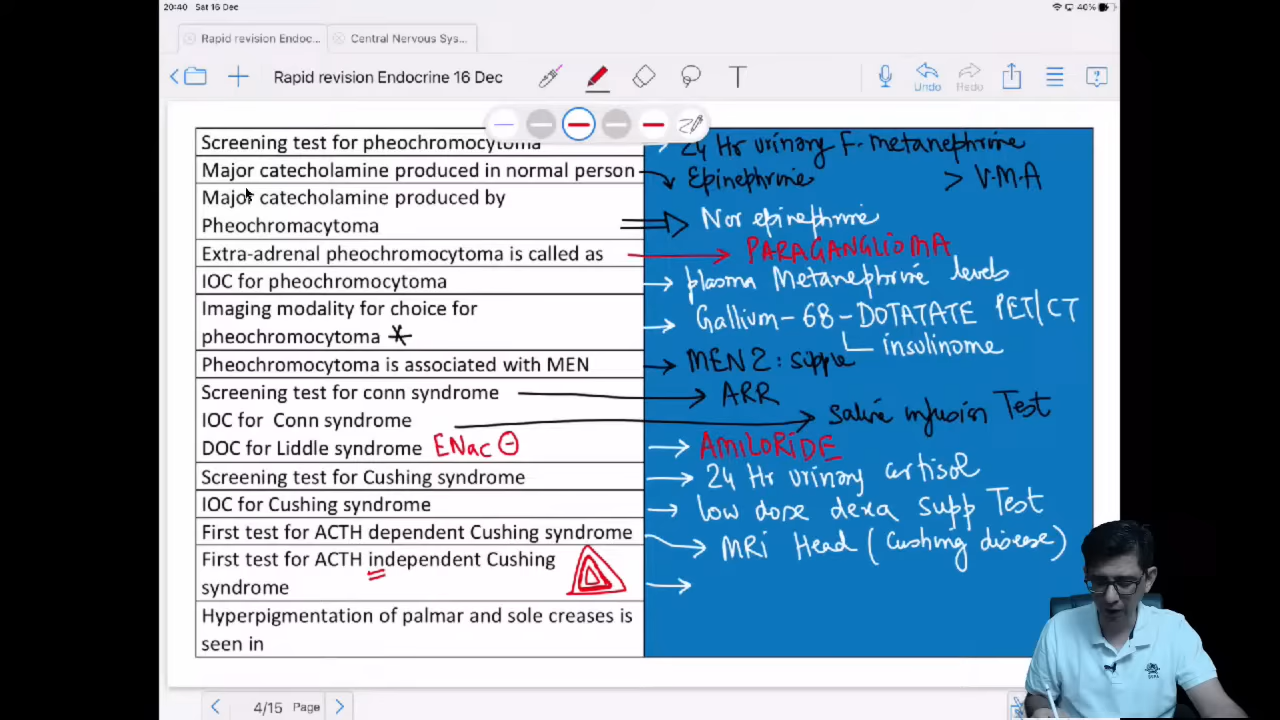 20:40 Sat 16 Dec 40%
Rapid revision Endoc... Central Nervous Sys...
Rapid revision Endocrine 16 Dec Undo Redo
Screening test for pheochromocytoma 24 Hr urinary F. metanephrine
Major catecholamine produced in normal person Epinephrine > V.M.A
Major catecholamine produced by
Pheochromacytoma Nor epinephrine
Extra-adrenal pheochromocytoma is called as PARAGANGLIOMA
IOC for pheochromocytoma plasma Metanephrine levels
Imaging modality for choice for
pheochromocytoma Gallium-68-DOTATATE PET/CT
insulinome
Pheochromocytoma is associated with MEN MEN 2: sipple
Screening test for conn syndrome ARR
IOC for Conn syndrome Saline infusion Test
DOC for Liddle syndrome ENac AMILORIDE
Screening test for Cushing syndrome 24 Hr urinary cortisol
IOC for Cushing syndrome low dose dexa supp Test
First test for ACTH dependent Cushing syndrome MRi Head (Cushing disease)
First test for ACTH independent Cushing
syndrome
Hyperpigmentation of palmar and sole creases is
seen in
4/15 Page